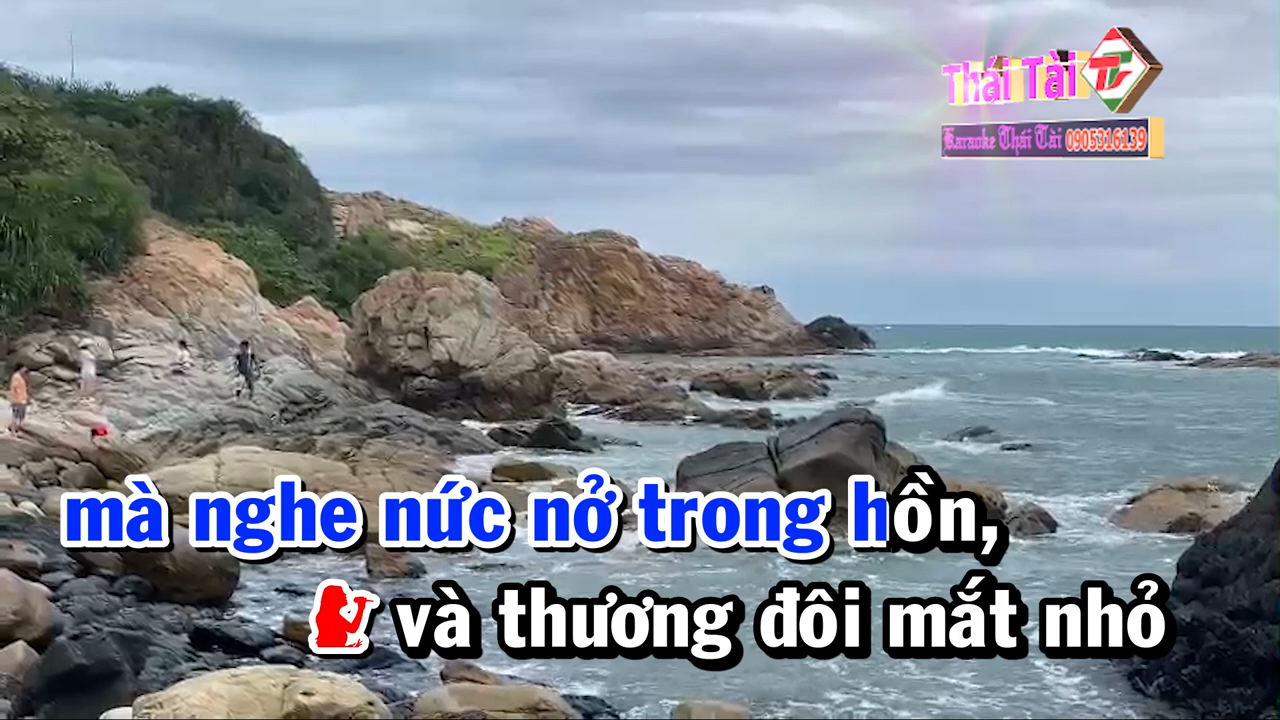 Thái Tài
Karaoke Thái Tài 0905316139
mà nghe nức nở trong hồn,
và thương đôi mắt nhỏ